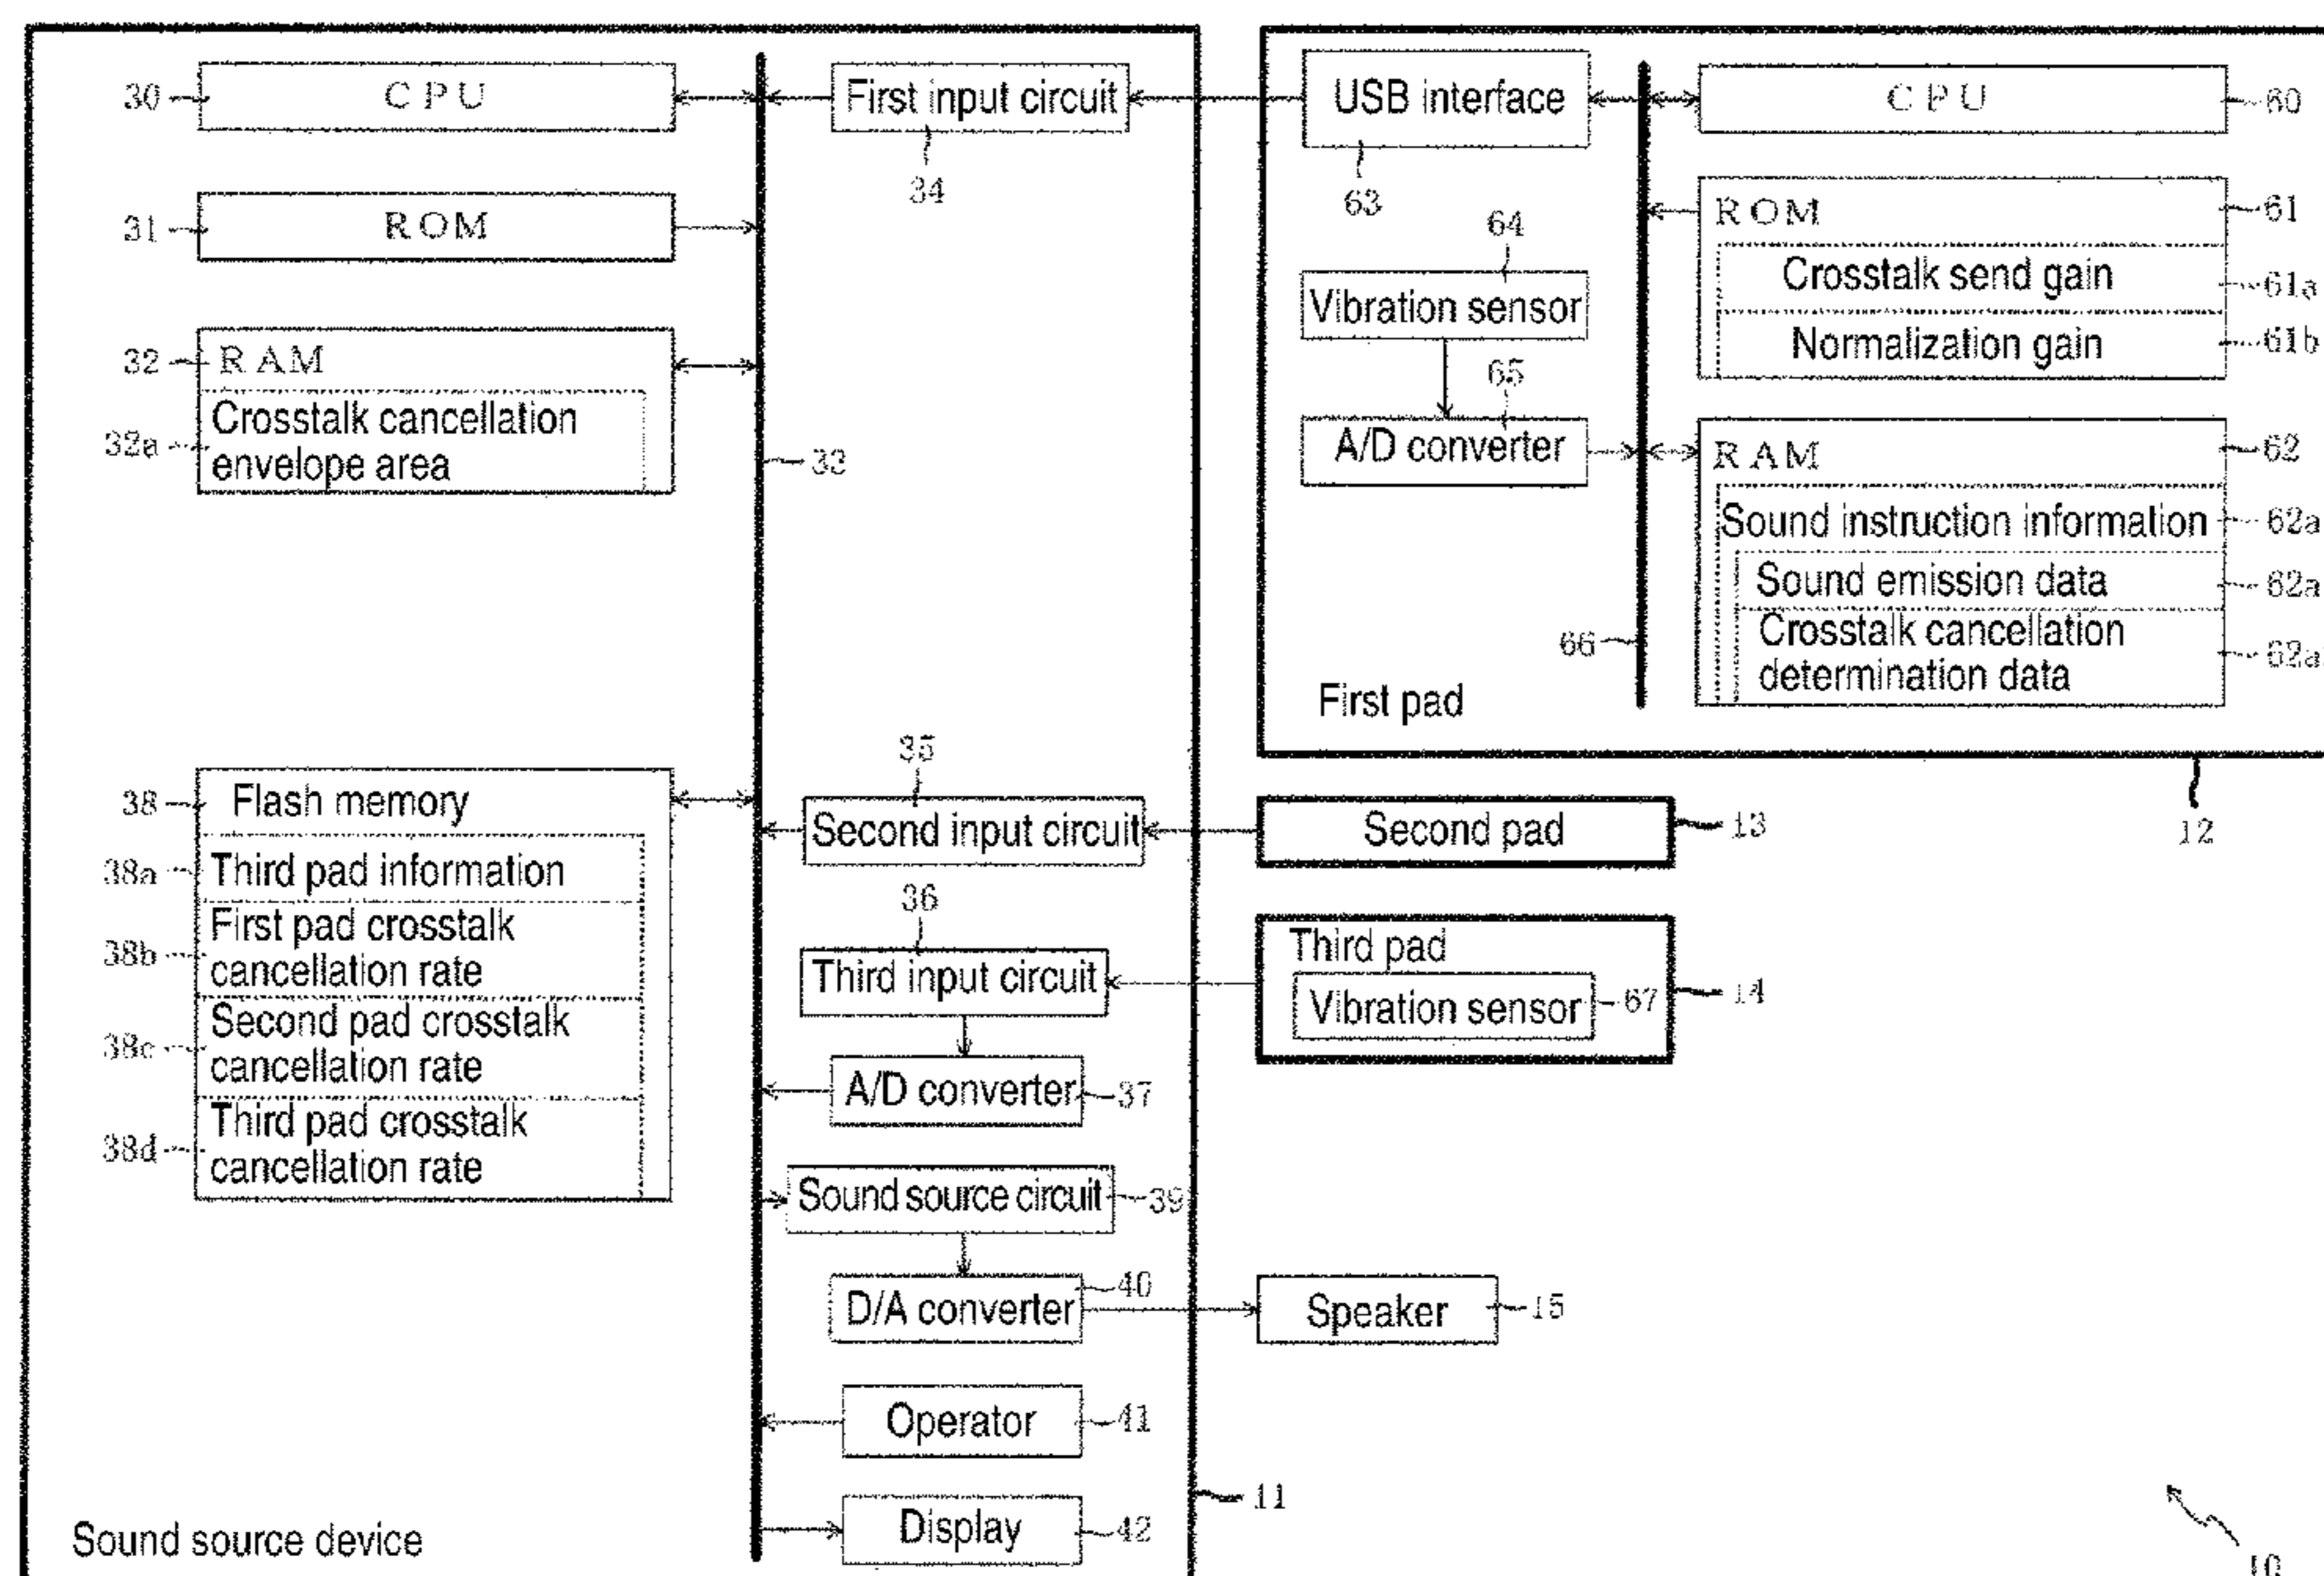 30
CPU
First input circuit
34
USB interface
63
CPU
60
31
ROM
64
Vibration sensor
65
A/D converter
ROM
61
Crosstalk send gain
61a
Normalization gain
61b
32
RAM
32a
Crosstalk cancellation
envelope area
33
RAM
62
Sound instruction information
62a
Sound emission data
62a
Crosstalk cancellation
determination data
62a
66
First pad
12
38
Flash memory
38a
Third pad information
38b
First pad crosstalk
cancellation rate
38c
Second pad crosstalk
cancellation rate
38d
Third pad crosstalk
cancellation rate
35
Second input circuit
Second pad
13
36
Third input circuit
Third pad
Vibration sensor
67
14
A/D converter
37
Sound source circuit
39
D/A converter
40
Speaker
15
Operator
41
11
Display
42
Sound source device
10